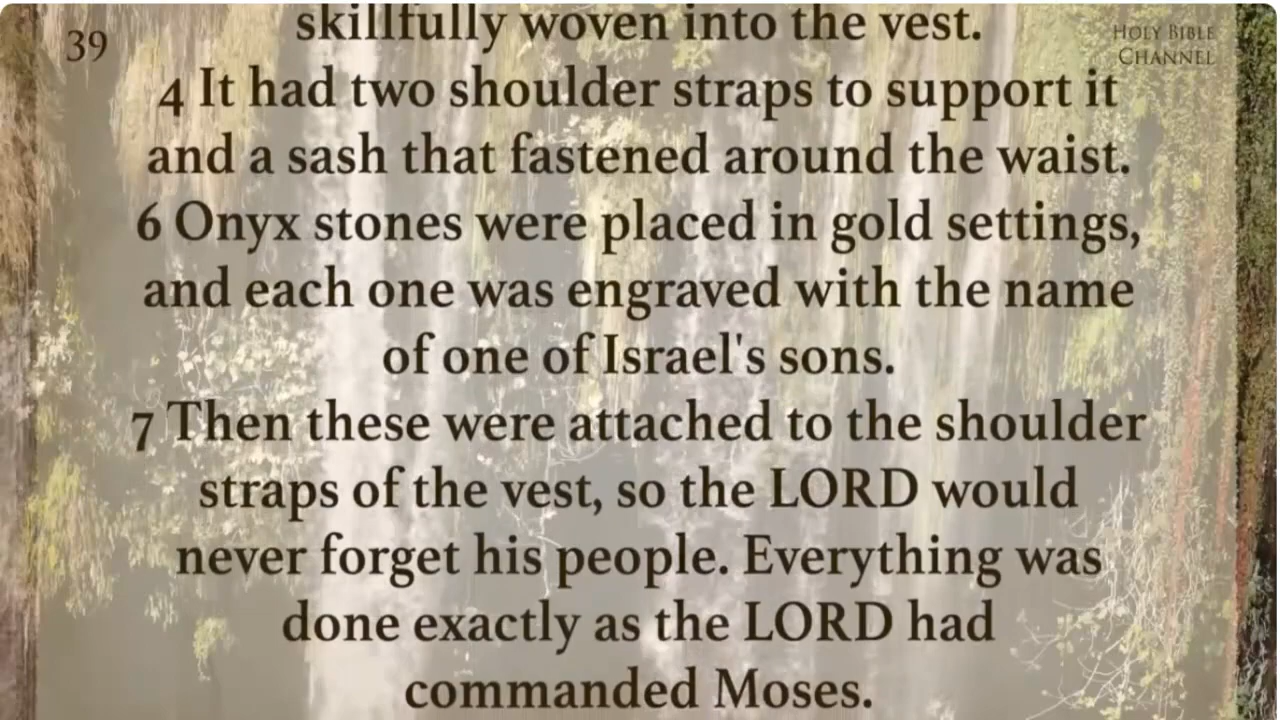 39
HOLY BIBLE
CHANNEL
skillfully woven into the vest.
4 It had two shoulder straps to support it
and a sash that fastened around the waist.
6 Onyx stones were placed in gold settings,
and each one was engraved with the name
of one of Israel's sons.
7 Then these were attached to the shoulder
straps of the vest, so the LORD would
never forget his people. Everything was
done exactly as the LORD had
commanded Moses.